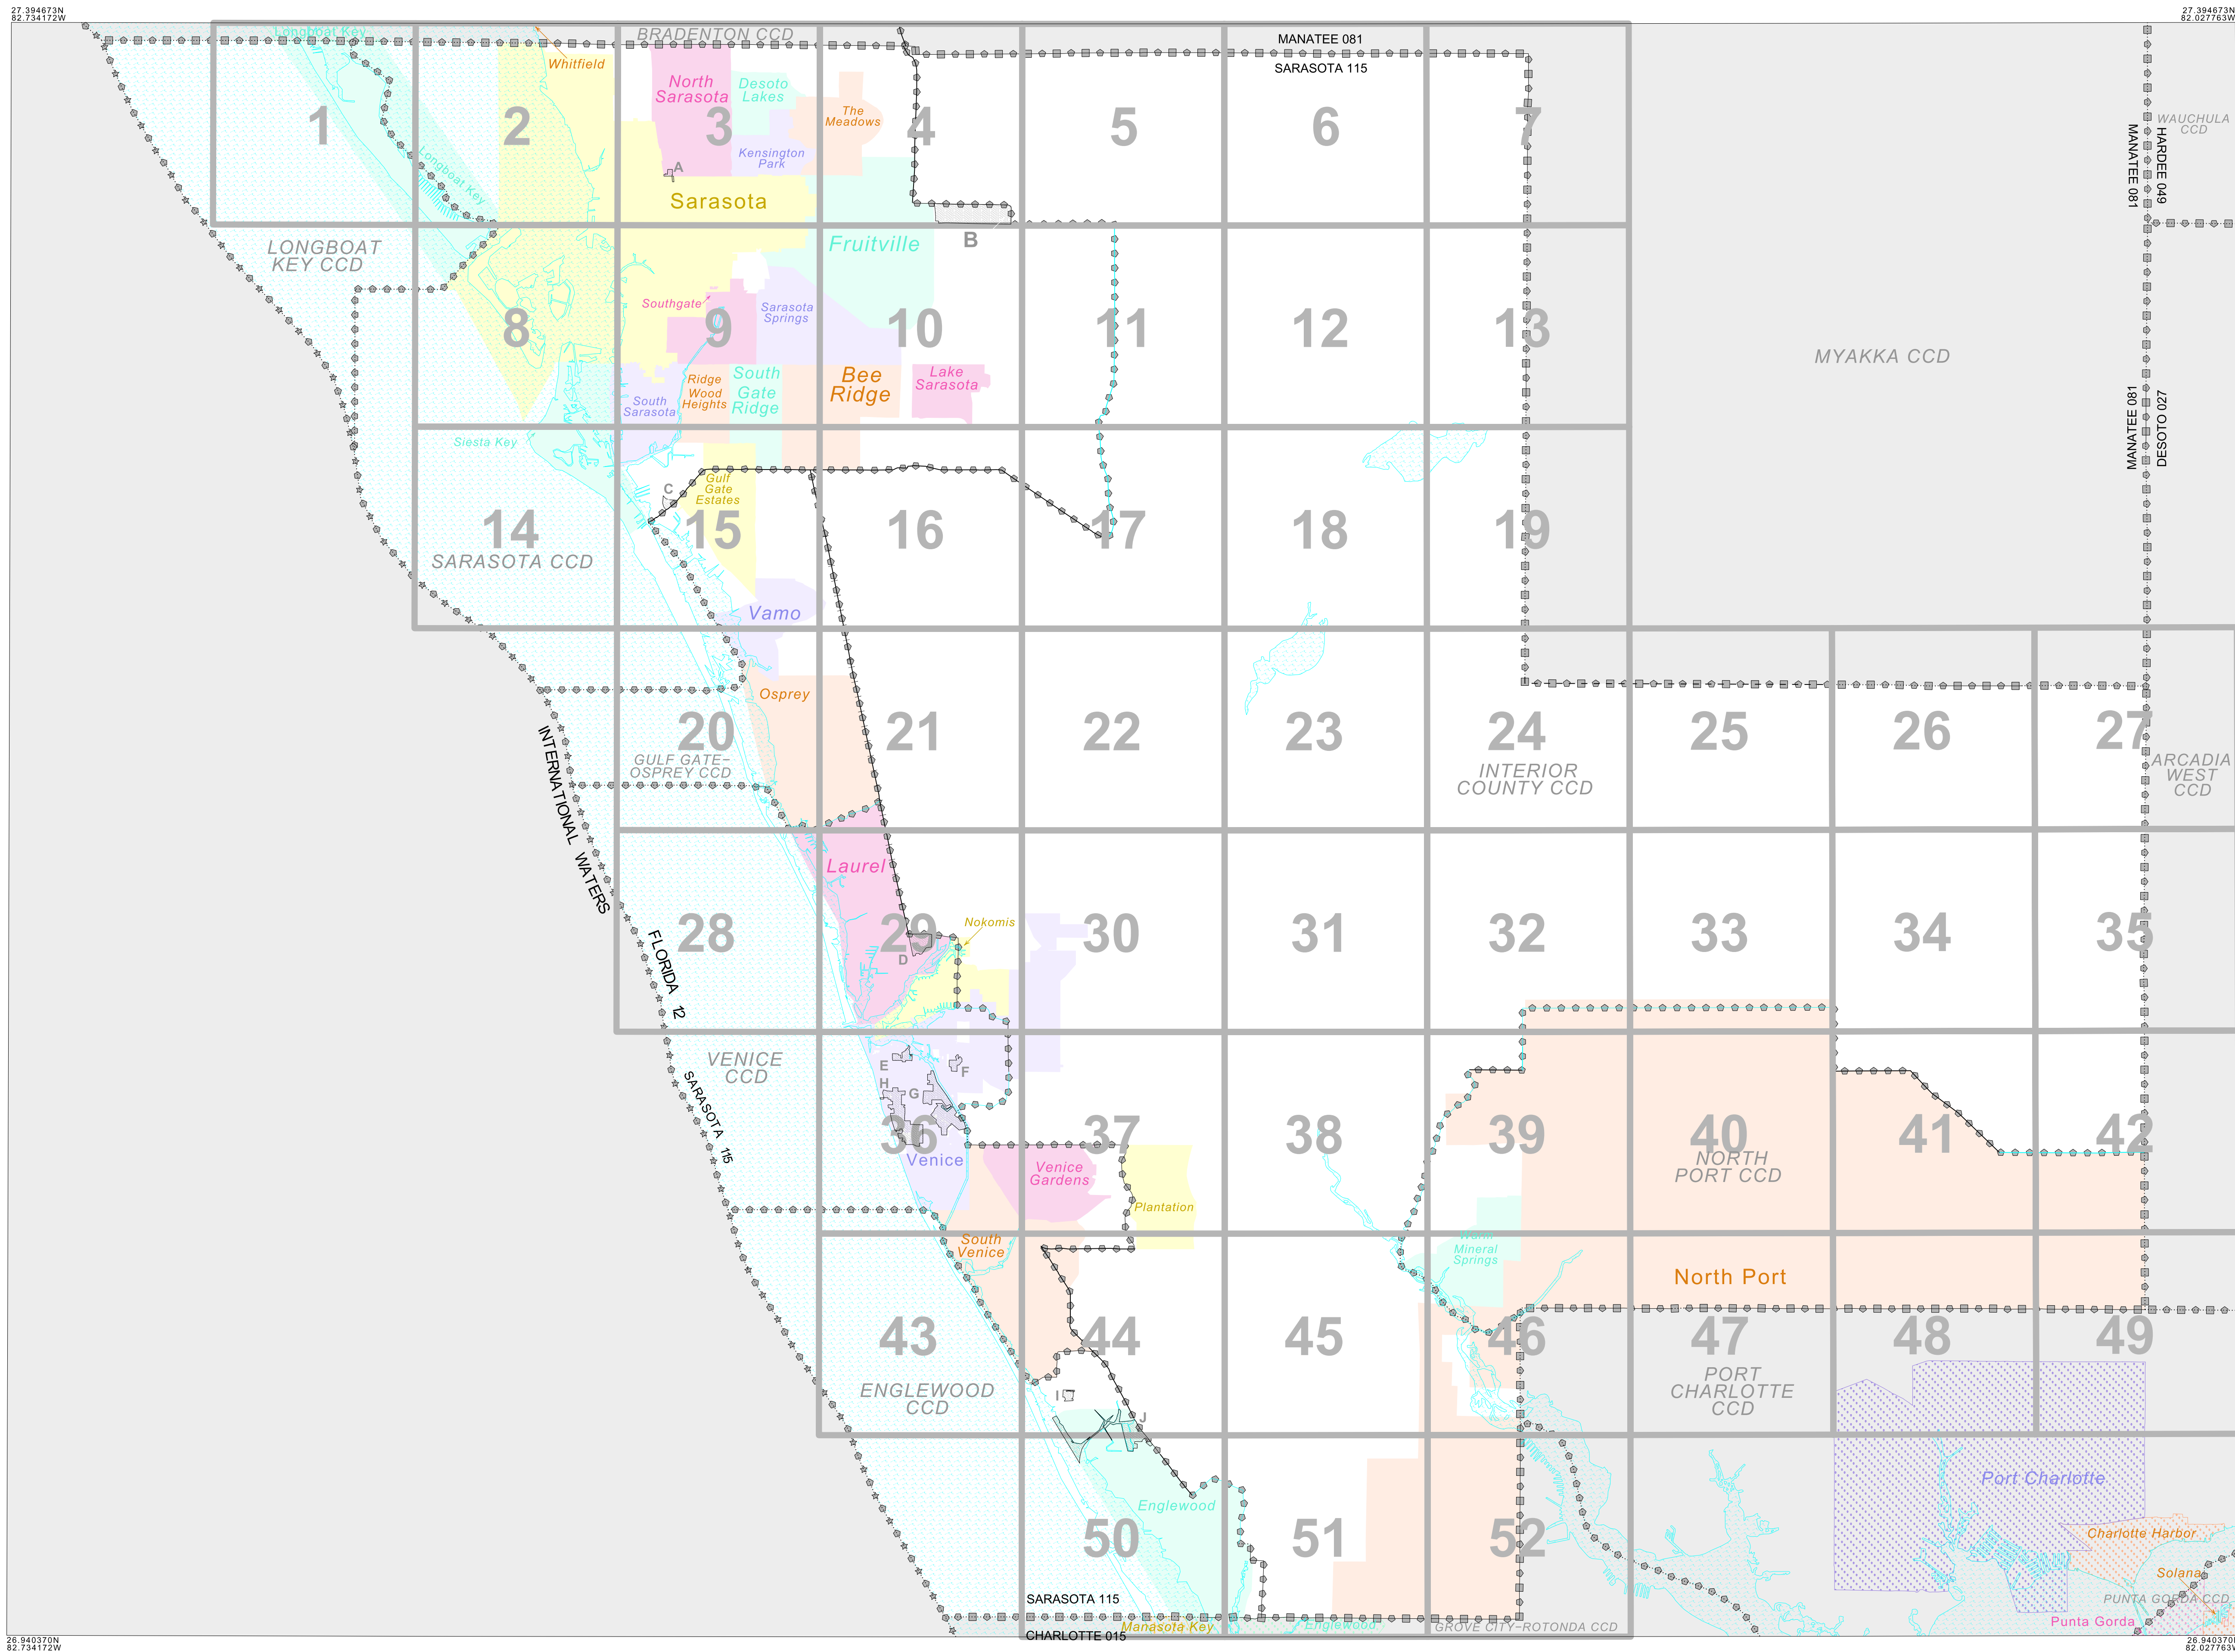 27.394673N
82.734172W
27.394673N
82.027763W
Longboat Key
BRADENTON CCD
MANATEE 081
SARASOTA 115
Whitfield
North
Sarasota
Desoto
Lakes
The
Meadows
Kensington
Park
1
2
3
4
5
6
7
WAUCHULA
CCD
MANATEE 081
HARDEE 049
Longboat Key
A
Sarasota
LONGBOAT
KEY CCD
Fruitville
B
Southgate
Sarasota
Springs
8
9
10
11
12
13
MYAKKA CCD
Ridge
Wood
Heights
South
Gate
Ridge
Bee
Ridge
Lake
Sarasota
South
Sarasota
MANATEE 081
DESOTO 027
Siesta Key
C
Gulf
Gate
Estates
14
15
16
17
18
19
SARASOTA CCD
Vamo
Osprey
20
21
22
23
24
25
26
27
GULF GATE-
OSPREY CCD
INTERIOR
COUNTY CCD
ARCADIA
WEST
CCD
INTERNATIONAL WATERS
Laurel
Nokomis
28
29
30
31
32
33
34
35
D
FLORIDA 12
VENICE
CCD
E
F
H
G
SARASOTA 115
36
37
38
39
40
41
42
NORTH
PORT CCD
Venice
Venice
Gardens
Plantation
South
Venice
Warm
Mineral
Springs
North Port
43
44
45
46
47
48
49
ENGLEWOOD
CCD
PORT
CHARLOTTE
CCD
I
J
Englewood
Port Charlotte
50
51
52
Charlotte Harbor
Solana
SARASOTA 115
CHARLOTTE 015
Manasota Key
Englewood
GROVE CITY-ROTONDA CCD
PUNTA GORDA CCD
Punta Gorda
26.940370N
82.734172W
26.940370N
82.027763W